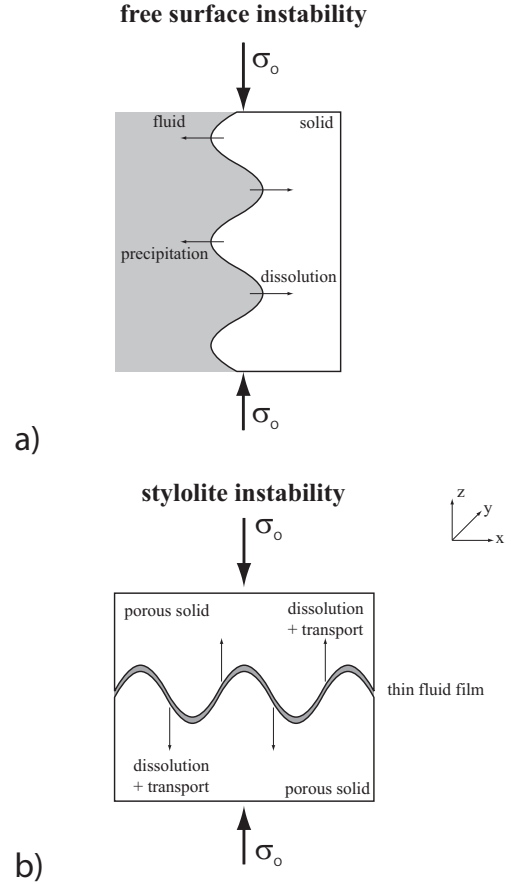 free surface instability
σo
fluid
solid
precipitation
dissolution
σo
a)
stylolite instability
σo
z
y
x
porous solid
dissolution
+ transport
thin fluid film
dissolution
+ transport
porous solid
σo
b)